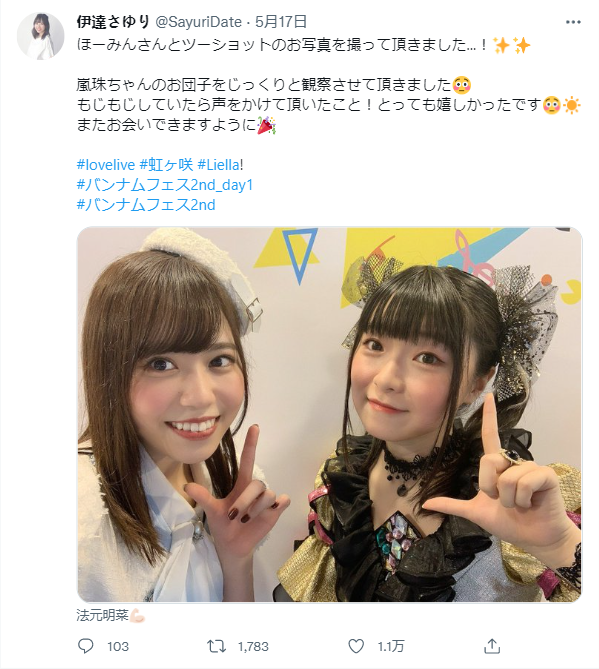 伊達さゆり @SayuriDate · 5月17日
ほーみんさんとツーショットのお写真を撮って頂きました...！✨✨
嵐珠ちゃんのお団子をじっくりと観察させて頂きました😳
もじもじしていたら声をかけて頂いたこと！とっても嬉しかったです😳☀️
またお会いできますように🎉
#lovelive #虹ヶ咲 #Liella!
#バンナムフェス2nd_day1
#バンナムフェス2nd
法元明菜💪🏻
103 1,783 1.1万